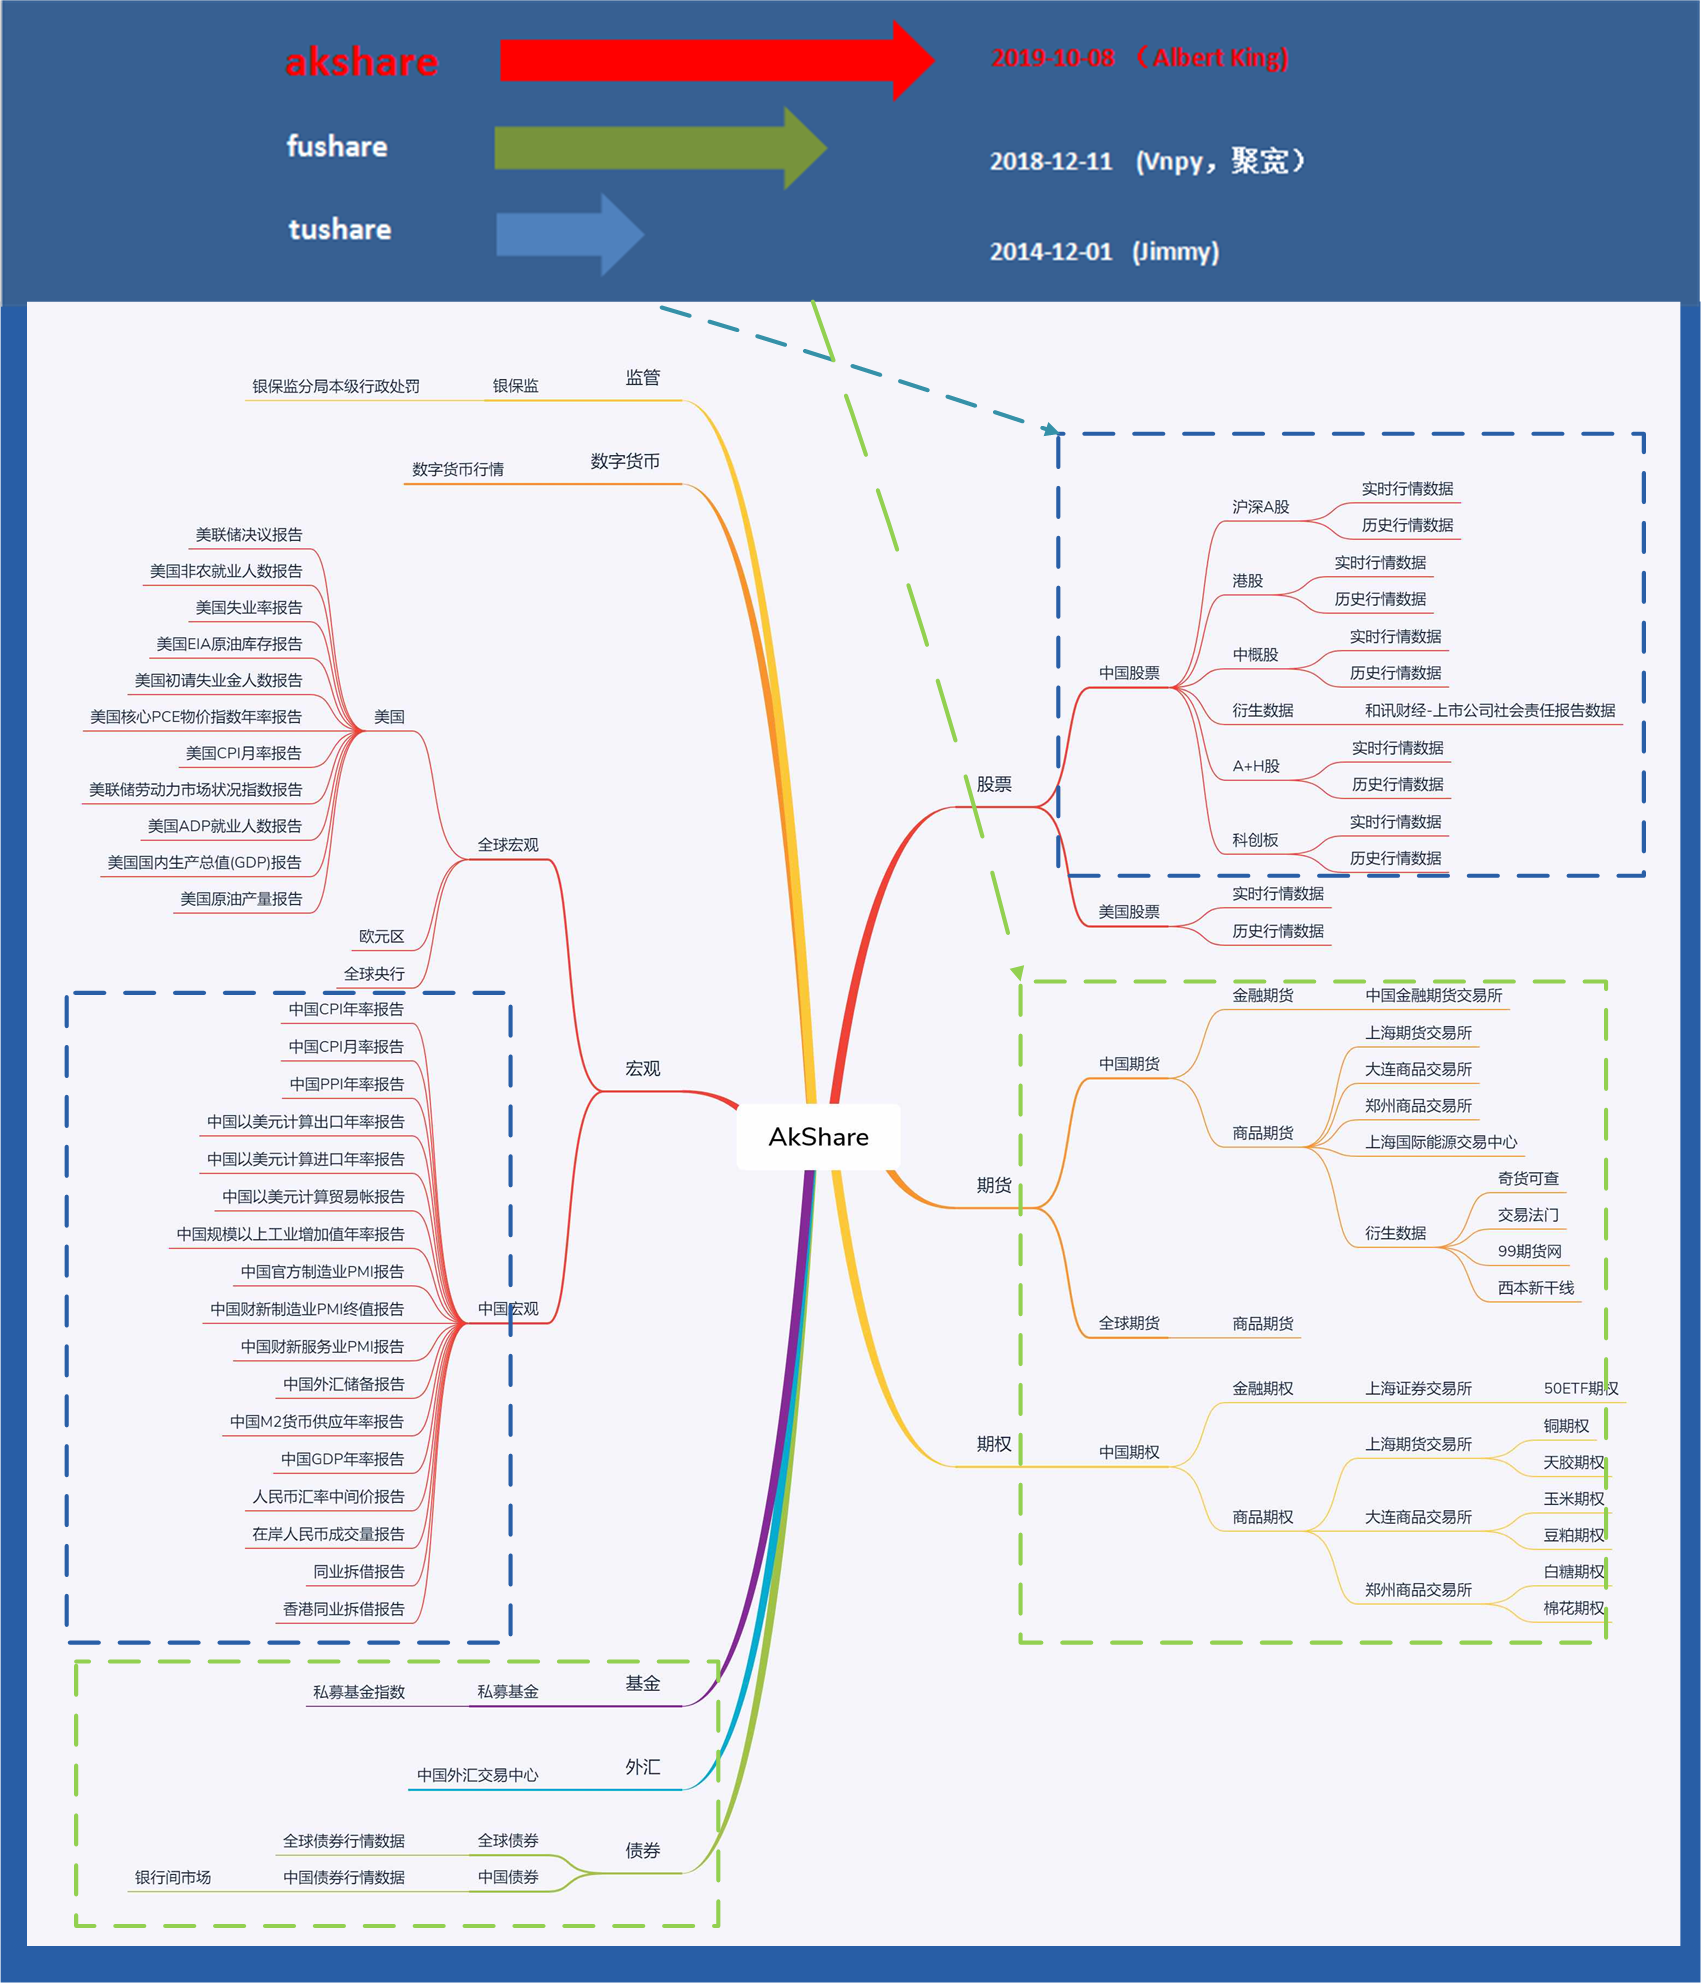 akshare
2019-10-08 （Albert King)
fushare
2018-12-11 (Vnpy，聚宽）
tushare
2014-12-01 (Jimmy)
AkShare
监管
银保监
银保监分局本级行政处罚
数字货币
数字货币行情
宏观
全球宏观
美国
美联储决议报告
美国非农就业人数报告
美国失业率报告
美国EIA原油库存报告
美国初请失业金人数报告
美国核心PCE物价指数年率报告
美国CPI月率报告
美联储劳动力市场状况指数报告
美国ADP就业人数报告
美国国内生产总值(GDP)报告
美国原油产量报告
欧元区
全球央行
中国宏观
中国CPI年率报告
中国CPI月率报告
中国PPI年率报告
中国以美元计算出口年率报告
中国以美元计算进口年率报告
中国以美元计算贸易帐报告
中国规模以上工业增加值年率报告
中国官方制造业PMI报告
中国财新制造业PMI终值报告
中国财新服务业PMI报告
中国外汇储备报告
中国M2货币供应年率报告
中国GDP年率报告
人民币汇率中间价报告
在岸人民币成交量报告
同业拆借报告
香港同业拆借报告
基金
私募基金
私募基金指数
外汇
中国外汇交易中心
债券
全球债券
全球债券行情数据
中国债券
中国债券行情数据
银行间市场
股票
中国股票
沪深A股
实时行情数据
历史行情数据
港股
实时行情数据
历史行情数据
中概股
实时行情数据
历史行情数据
衍生数据
和讯财经-上市公司社会责任报告数据
A+H股
实时行情数据
历史行情数据
科创板
实时行情数据
历史行情数据
美国股票
实时行情数据
历史行情数据
期货
中国期货
金融期货
中国金融期货交易所
商品期货
上海期货交易所
大连商品交易所
郑州商品交易所
上海国际能源交易中心
衍生数据
奇货可查
交易法门
99期货网
西本新干线
全球期货
商品期货
期权
中国期权
金融期权
上海证券交易所
50ETF期权
商品期权
上海期货交易所
铜期权
天胶期权
大连商品交易所
玉米期权
豆粕期权
郑州商品交易所
白糖期权
棉花期权